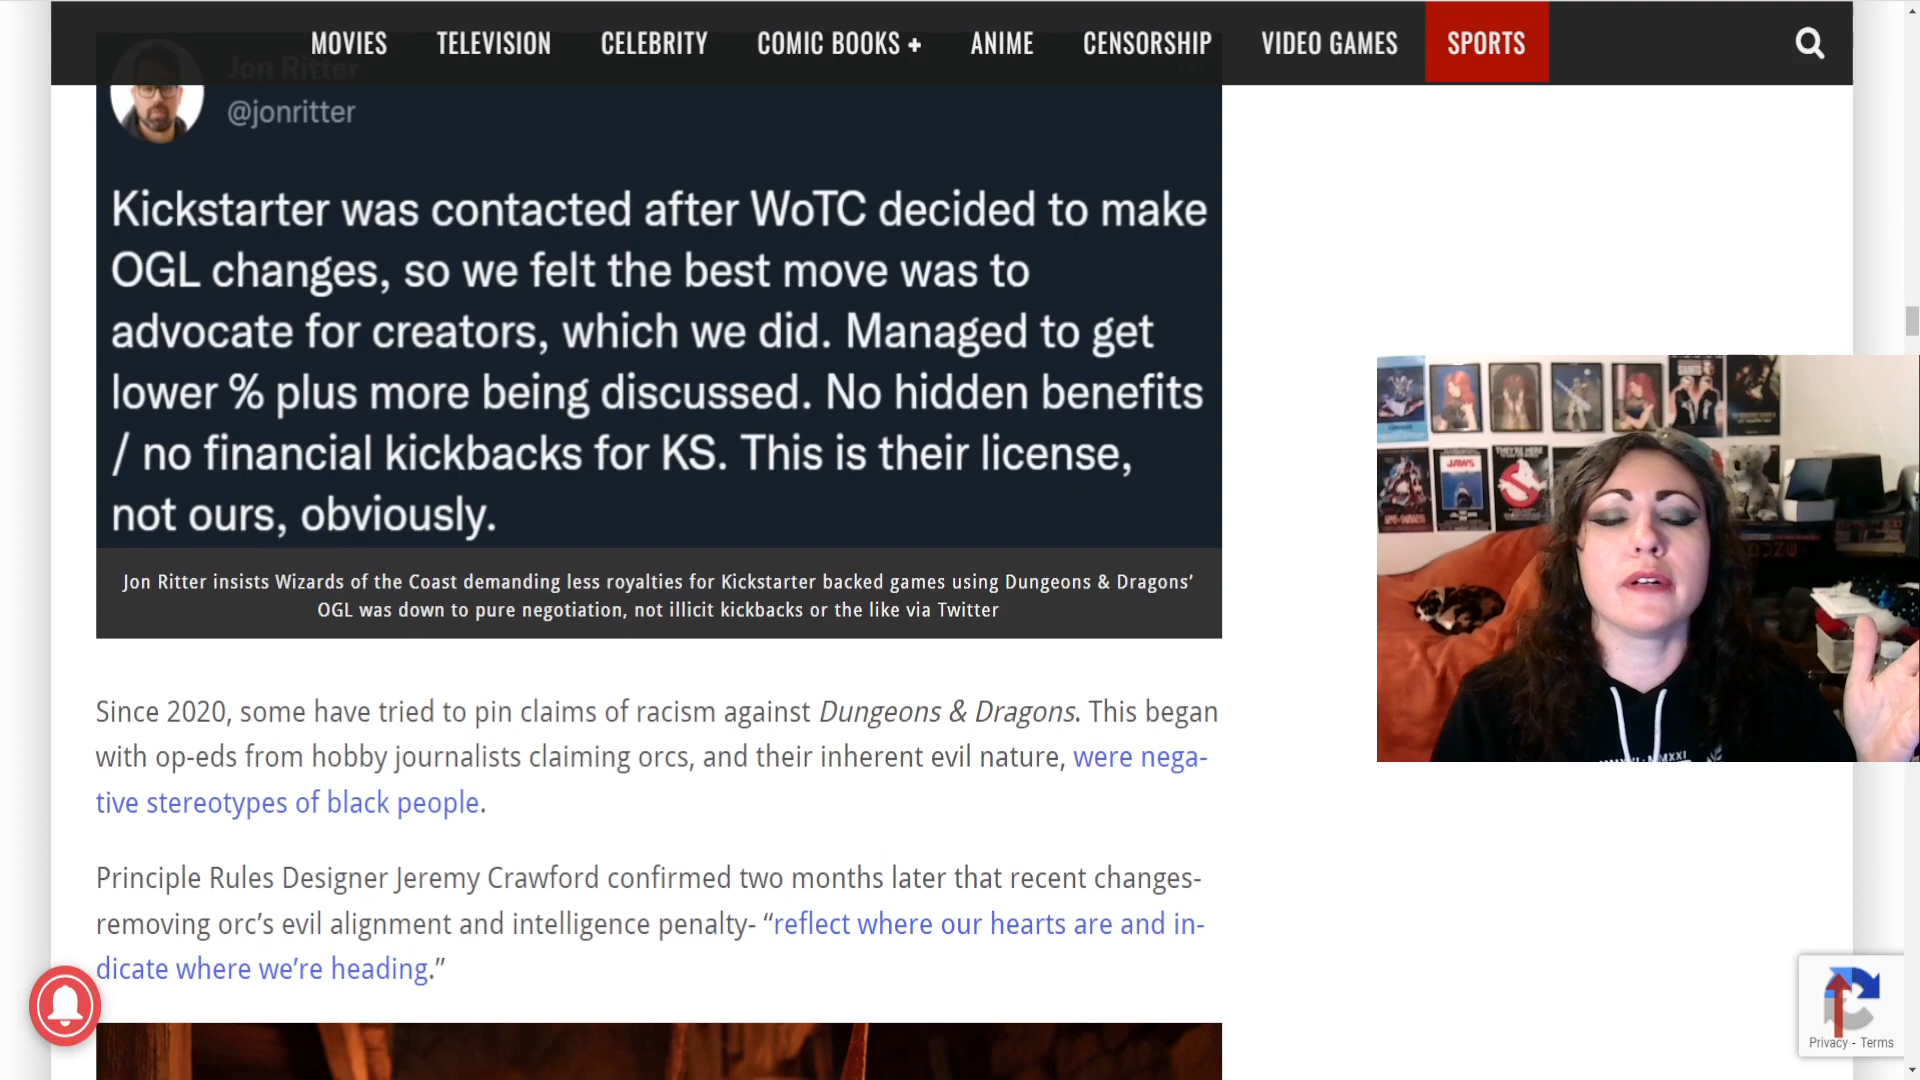 MOVIES TELEVISION CELEBRITY COMIC BOOKS + ANIME CENSORSHIP VIDEO GAMES SPORTS
Jon Ritter
@jonritter
Kickstarter was contacted after WoTC decided to make
OGL changes, so we felt the best move was to
advocate for creators, which we did. Managed to get
lower % plus more being discussed. No hidden benefits
/ no financial kickbacks for KS. This is their license,
not ours, obviously.
Jon Ritter insists Wizards of the Coast demanding less royalties for Kickstarter backed games using Dungeons & Dragons’
OGL was down to pure negotiation, not illicit kickbacks or the like via Twitter
Since 2020, some have tried to pin claims of racism against Dungeons & Dragons. This began
with op-eds from hobby journalists claiming orcs, and their inherent evil nature, were nega-
tive stereotypes of black people.
Principle Rules Designer Jeremy Crawford confirmed two months later that recent changes-
removing orc’s evil alignment and intelligence penalty- “reflect where our hearts are and in-
dicate where we’re heading.”
JAWS
SAINTS
Privacy - Terms